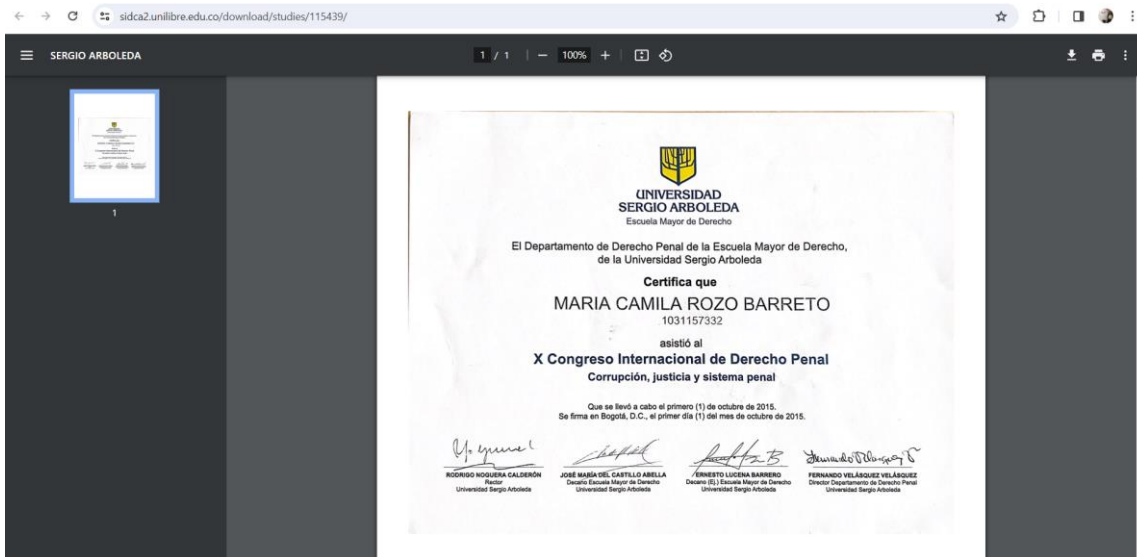 sidca2.unilibre.edu.co/download/studies/115439/
SERGIO ARBOLEDA
1 / 1
100%
1
UNIVERSIDAD
SERGIO ARBOLEDA
Escuela Mayor de Derecho
El Departamento de Derecho Penal de la Escuela Mayor de Derecho,
de la Universidad Sergio Arboleda
Certifica que
MARIA CAMILA ROZO BARRETO
1031157332
asistió al
X Congreso Internacional de Derecho Penal
Corrupción, justicia y sistema penal
Que se llevó a cabo el primero (1) de octubre de 2015.
Se firma en Bogotá, D.C., el primer día (1) del mes de octubre de 2015.
RODRIGO NOGUERA CALDERÓN
Rector
Universidad Sergio Arboleda
JOSÉ MARÍA DEL CASTILLO ABELLA
Decano Escuela Mayor de Derecho
Universidad Sergio Arboleda
ERNESTO LUCENA BARRERO
Decano (E.) Escuela Mayor de Derecho
Universidad Sergio Arboleda
FERNANDO VELÁSQUEZ VELÁSQUEZ
Director Departamento de Derecho Penal
Universidad Sergio Arboleda